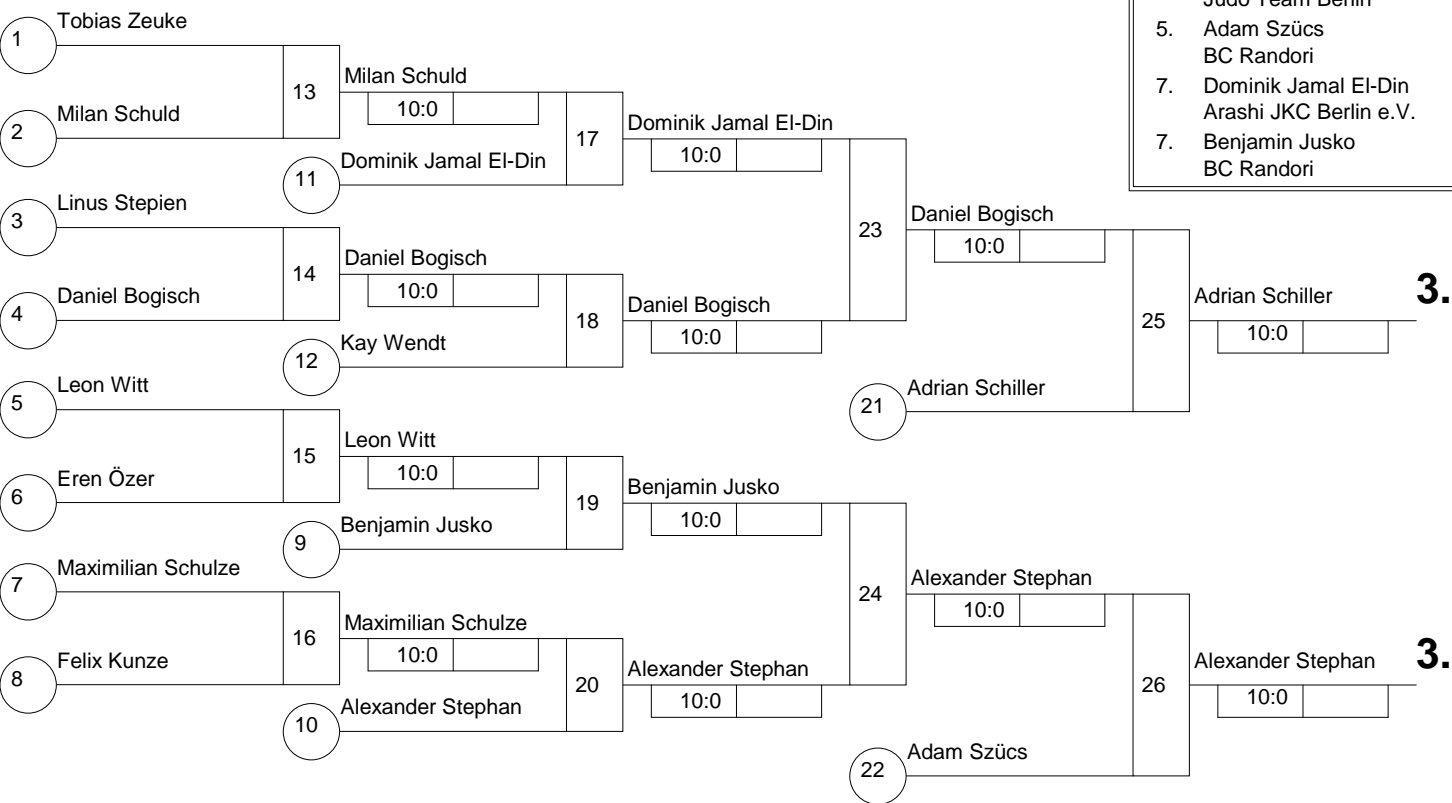 Judo Team Berlin
5. Adam Szücs
BC Randori
7. Dominik Jamal El-Din
Arashi JKC Berlin e.V.
7. Benjamin Jusko
BC Randori
1 Tobias Zeuke
2 Milan Schuld
3 Linus Stepien
4 Daniel Bogisch
5 Leon Witt
6 Eren Özer
7 Maximilian Schulze
8 Felix Kunze
13 Milan Schuld
10:0
11 Dominik Jamal El-Din
14 Daniel Bogisch
10:0
12 Kay Wendt
15 Leon Witt
10:0
9 Benjamin Jusko
16 Maximilian Schulze
10:0
10 Alexander Stephan
17 Dominik Jamal El-Din
10:0
18 Daniel Bogisch
10:0
19 Benjamin Jusko
10:0
20 Alexander Stephan
10:0
23 Daniel Bogisch
10:0
21 Adrian Schiller
24 Alexander Stephan
10:0
22 Adam Szücs
25 Adrian Schiller 3.
10:0
26 Alexander Stephan 3.
10:0